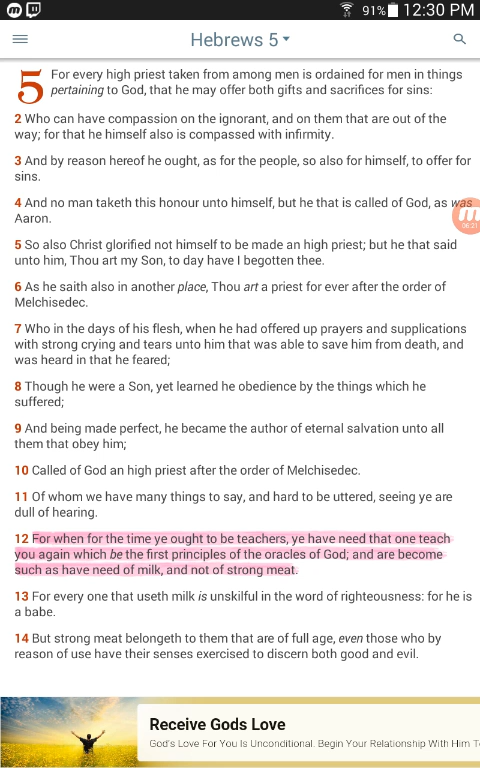 91% 12:30 PM
Hebrews 5
5 For every high priest taken from among men is ordained for men in things
pertaining to God, that he may offer both gifts and sacrifices for sins:
2 Who can have compassion on the ignorant, and on them that are out of the
way; for that he himself also is compassed with infirmity.
3 And by reason hereof he ought, as for the people, so also for himself, to offer for
sins.
4 And no man taketh this honour unto himself, but he that is called of God, as was
Aaron.
06:21
5 So also Christ glorified not himself to be made an high priest; but he that said
unto him, Thou art my Son, to day have I begotten thee.
6 As he saith also in another place, Thou art a priest for ever after the order of
Melchisedec.
7 Who in the days of his flesh, when he had offered up prayers and supplications
with strong crying and tears unto him that was able to save him from death, and
was heard in that he feared;
8 Though he were a Son, yet learned he obedience by the things which he
suffered;
9 And being made perfect, he became the author of eternal salvation unto all
them that obey him;
10 Called of God an high priest after the order of Melchisedec.
11 Of whom we have many things to say, and hard to be uttered, seeing ye are
dull of hearing.
12 For when for the time ye ought to be teachers, ye have need that one teach
you again which be the first principles of the oracles of God; and are become
such as have need of milk, and not of strong meat.
13 For every one that useth milk is unskilful in the word of righteousness: for he is
a babe.
14 But strong meat belongeth to them that are of full age, even those who by
reason of use have their senses exercised to discern both good and evil.
Receive Gods Love
God's Love For You Is Unconditional. Begin Your Relationship With Him T